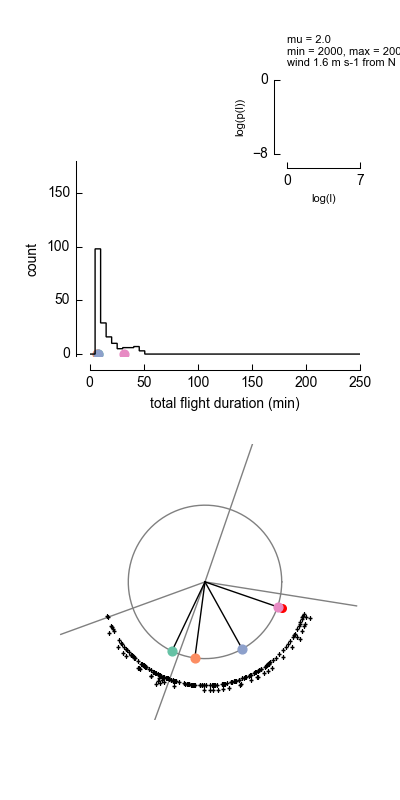 mu = 2.0
min = 2000, max = 200
wind 1.6 m s-1 from N
0
log(p(l))
−8
0
7
log(l)
150
100
count
50
0
0
50
100
150
200
250
total flight duration (min)